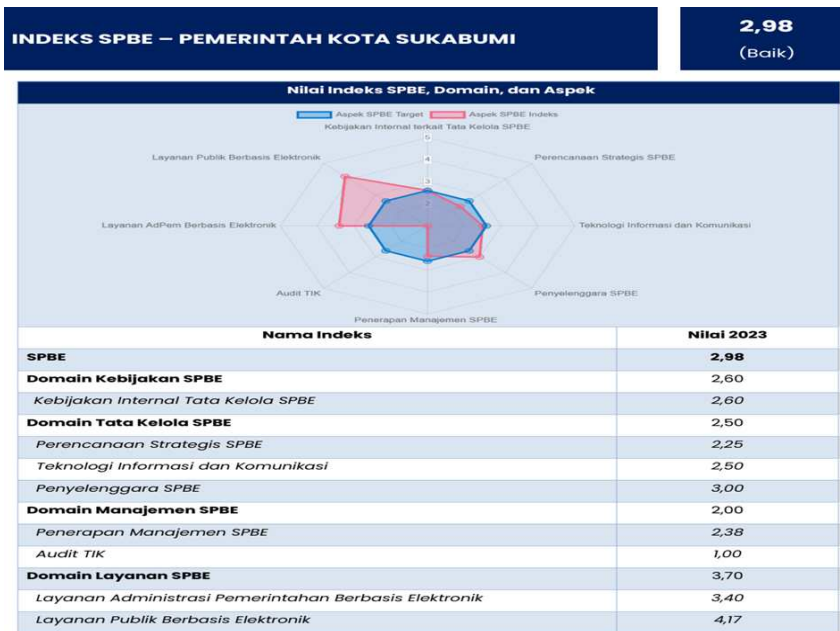 INDEKS SPBE – PEMERINTAH KOTA SUKABUMI
2,98
(Baik)
Nilai Indeks SPBE, Domain, dan Aspek
Aspek SPBE Target Aspek SPBE Indeks
Kebijakan Internal terkait Tata Kelola SPBE
5
Layanan Publik Berbasis Elektronik
4
Perencanaan Strategis SPBE
3
2
Layanan AdPem Berbasis Elektronik
Teknologi Informasi dan Komunikasi
Audit TIK
Penyelenggara SPBE
Penerapan Manajemen SPBE
Nama Indeks Nilai 2023
SPBE 2,98
Domain Kebijakan SPBE 2,60
Kebijakan Internal Tata Kelola SPBE 2,60
Domain Tata Kelola SPBE 2,50
Perencanaan Strategis SPBE 2,25
Teknologi Informasi dan Komunikasi 2,50
Penyelenggara SPBE 3,00
Domain Manajemen SPBE 2,00
Penerapan Manajemen SPBE 2,38
Audit TIK 1,00
Domain Layanan SPBE 3,70
Layanan Administrasi Pemerintahan Berbasis Elektronik 3,40
Layanan Publik Berbasis Elektronik 4,17